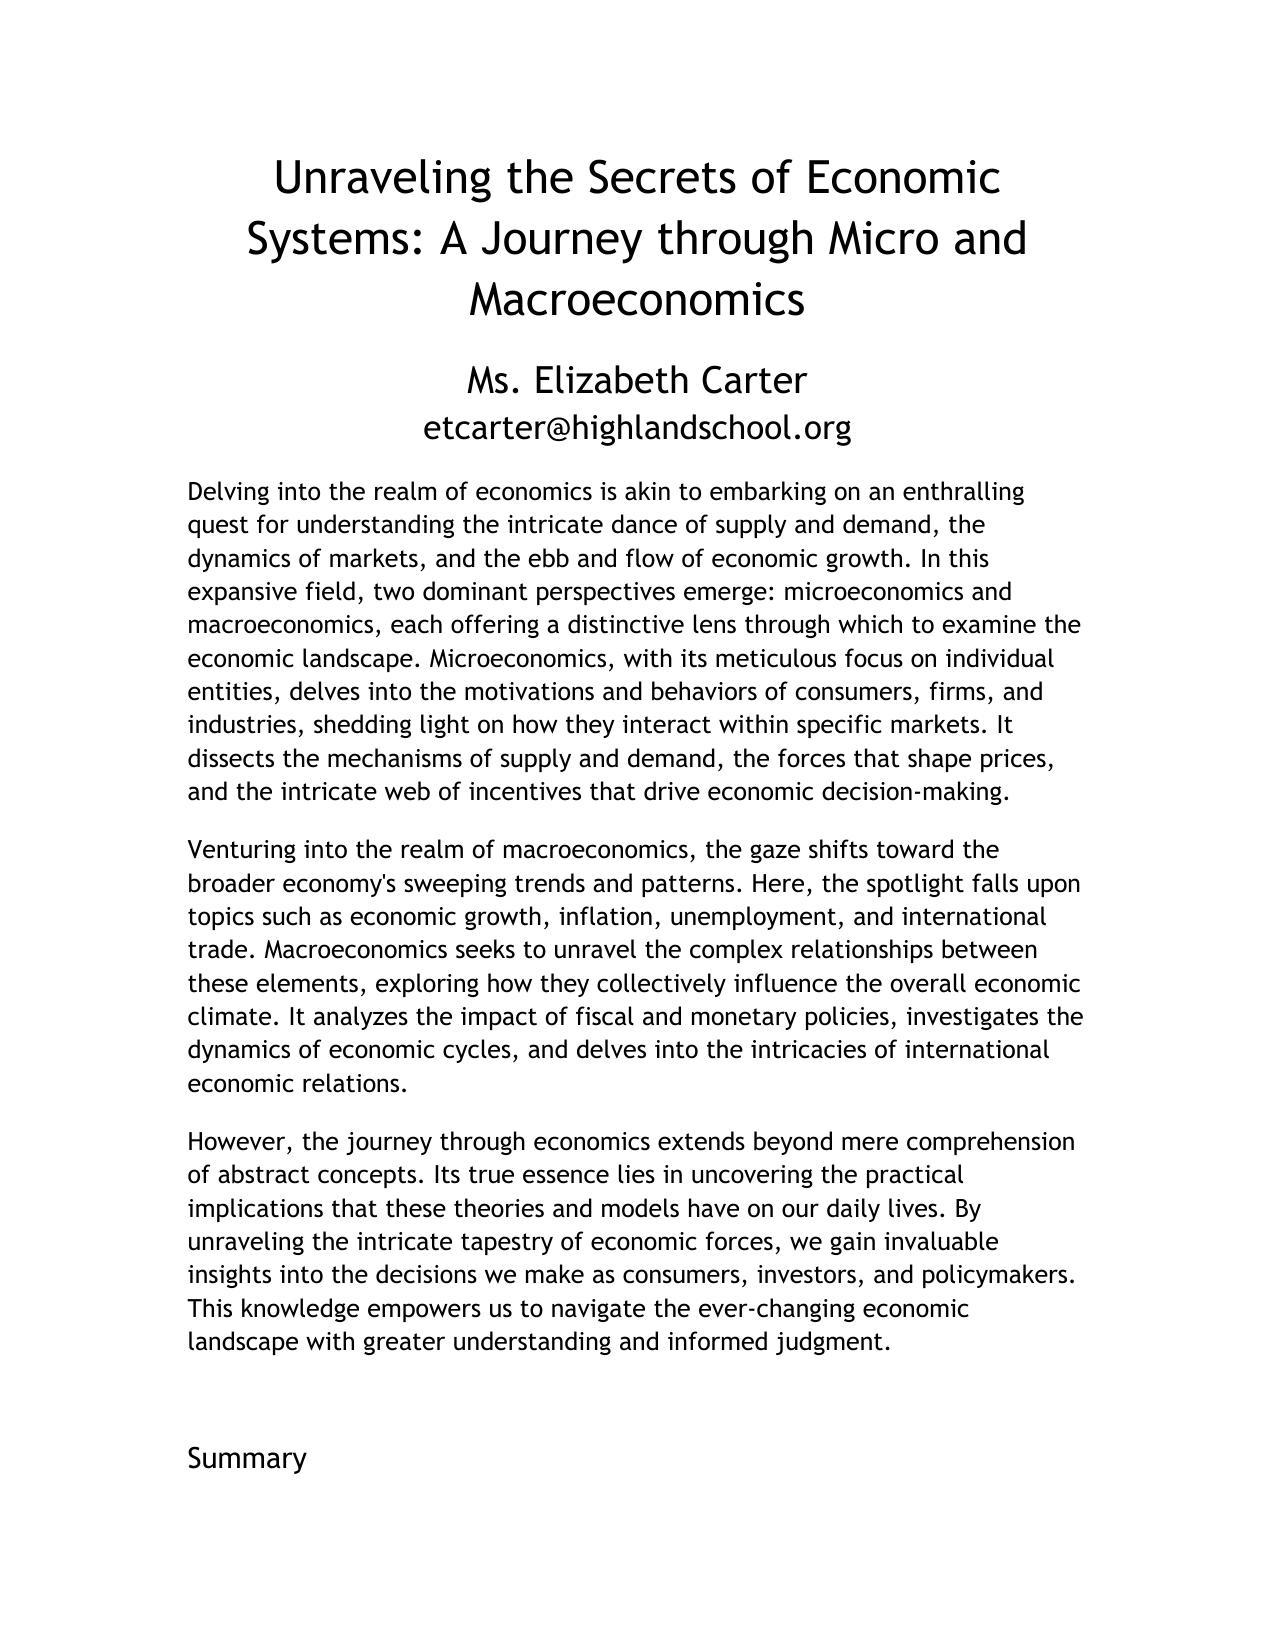 Unraveling the Secrets of Economic
Systems: A Journey through Micro and
Macroeconomics
Ms. Elizabeth Carter
etcarter@highlandschool.org
Delving into the realm of economics is akin to embarking on an enthralling
quest for understanding the intricate dance of supply and demand, the
dynamics of markets, and the ebb and flow of economic growth. In this
expansive field, two dominant perspectives emerge: microeconomics and
macroeconomics, each offering a distinctive lens through which to examine the
economic landscape. Microeconomics, with its meticulous focus on individual
entities, delves into the motivations and behaviors of consumers, firms, and
industries, shedding light on how they interact within specific markets. It
dissects the mechanisms of supply and demand, the forces that shape prices,
and the intricate web of incentives that drive economic decision-making.
Venturing into the realm of macroeconomics, the gaze shifts toward the
broader economy's sweeping trends and patterns. Here, the spotlight falls upon
topics such as economic growth, inflation, unemployment, and international
trade. Macroeconomics seeks to unravel the complex relationships between
these elements, exploring how they collectively influence the overall economic
climate. It analyzes the impact of fiscal and monetary policies, investigates the
dynamics of economic cycles, and delves into the intricacies of international
economic relations.
However, the journey through economics extends beyond mere comprehension
of abstract concepts. Its true essence lies in uncovering the practical
implications that these theories and models have on our daily lives. By
unraveling the intricate tapestry of economic forces, we gain invaluable
insights into the decisions we make as consumers, investors, and policymakers.
This knowledge empowers us to navigate the ever-changing economic
landscape with greater understanding and informed judgment.
Summary